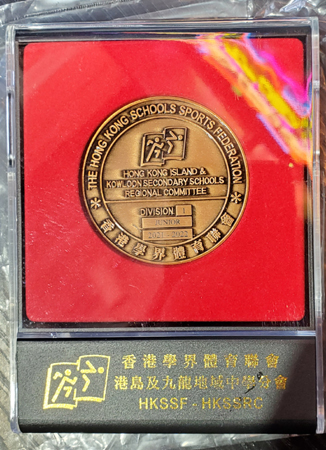 THE HONG KONG SCHOOLS SPORTS FEDERATION
HONG KONG ISLAND &
KOWLOON SECONDARY SCHOOLS
REGIONAL COMMITTEE
DIVISION 1
JUNIOR
2021 - 2022
香港學界體育聯會
香港學界體育聯會
港島及九龍地域中學分會
HKSSF - HKSSRC